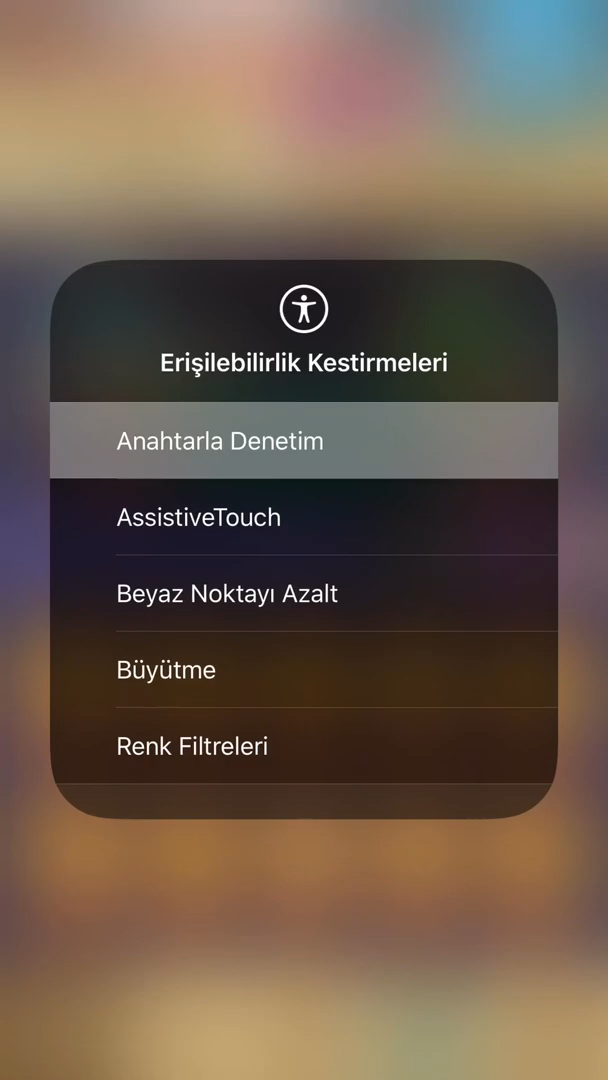 Erişilebilirlik Kestirmeleri
Anahtarla Denetim
AssistiveTouch
Beyaz Noktayı Azalt
Büyütme
Renk Filtreleri